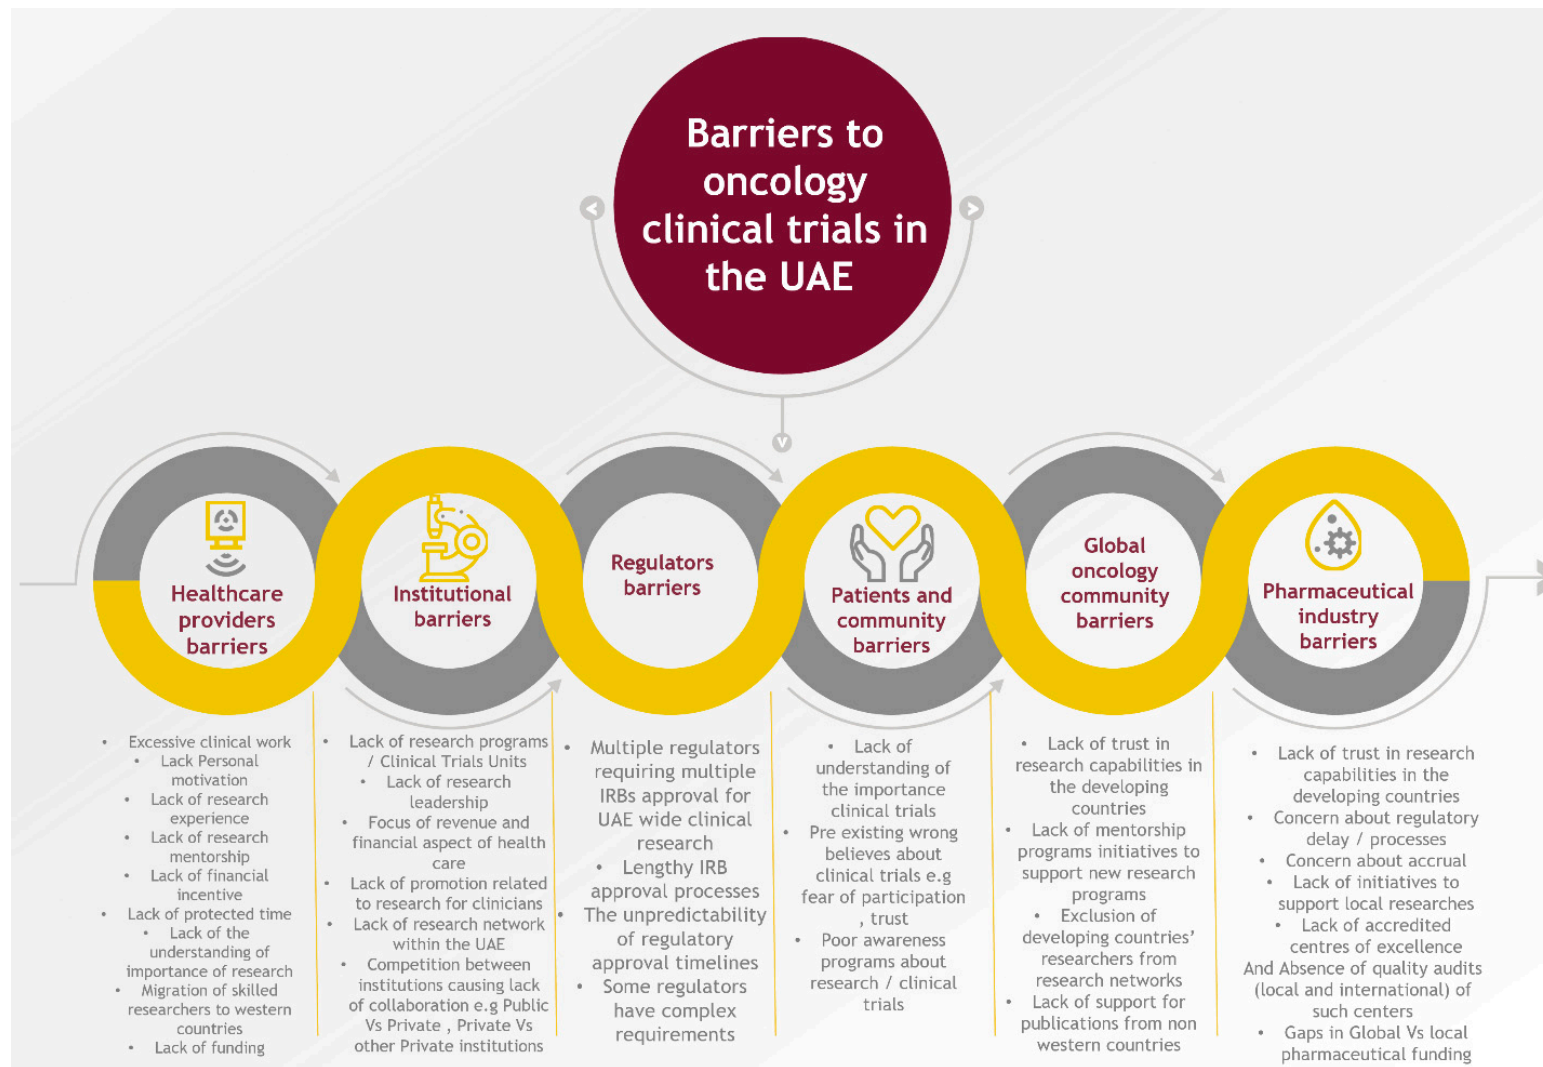 Barriers to
oncology
clinical trials in
the UAE
Healthcare
providers
barriers
• Excessive clinical work
• Lack Personal
motivation
• Lack of research
experience
• Lack of research
mentorship
• Lack of financial
incentive
• Lack of protected time
• Lack of the
understanding of
importance of research
• Migration of skilled
researchers to western
countries
• Lack of funding
Institutional
barriers
• Lack of research programs
/ Clinical Trials Units
• Lack of research
leadership
• Focus of revenue and
financial aspect of health
care
• Lack of promotion related
to research for clinicians
• Lack of research network
within the UAE
• Competition between
institutions causing lack
of collaboration e.g Public
Vs Private , Private Vs
other Private institutions
Regulators
barriers
• Multiple regulators
requiring multiple
IRBs approval for
UAE wide clinical
research
• Lengthy IRB
approval processes
• The unpredictability
of regulatory
approval timelines
• Some regulators
have complex
requirements
Patients and
community
barriers
• Lack of
understanding of
the importance
clinical trials
• Pre existing wrong
believes about
clinical trials e.g
fear of participation
, trust
• Poor awareness
programs about
research / clinical
trials
Global
oncology
community
barriers
• Lack of trust in
research capabilities in
the developing
countries
• Lack of mentorship
programs initiatives to
support new research
programs
• Exclusion of
developing countries’
researchers from
research networks
• Lack of support for
publications from non
western countries
Pharmaceutical
industry
barriers
• Lack of trust in research
capabilities in the
developing countries
• Concern about regulatory
delay / processes
• Concern about accrual
• Lack of initiatives to
support local researches
• Lack of accredited
centres of excellence
And Absence of quality audits
(local and international) of
such centers
• Gaps in Global Vs local
pharmaceutical funding